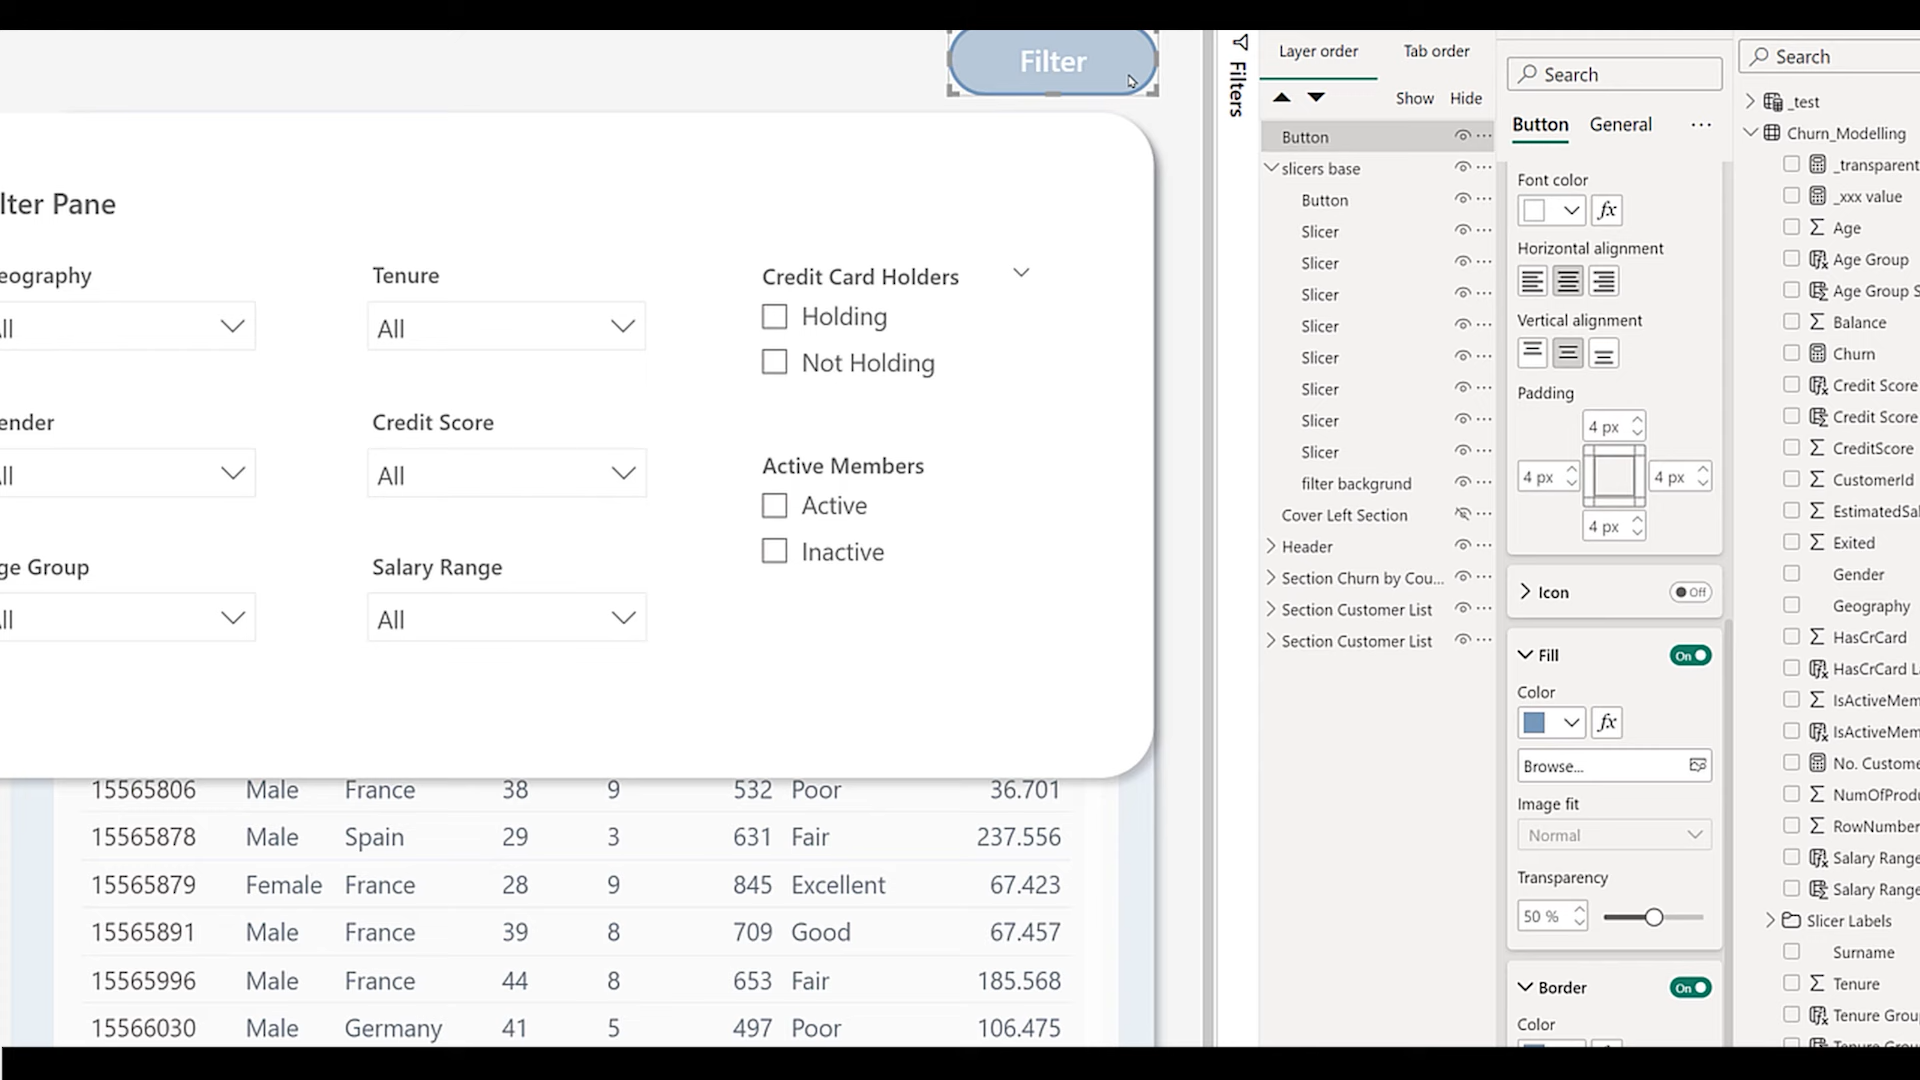 Filter
lter Pane
eography
ll
Tenure
All
Credit Card Holders
Holding
Not Holding
ender
ll
Credit Score
All
Active Members
Active
Inactive
ge Group
ll
Salary Range
All
15565806 Male France 38 9 532 Poor 36.701
15565878 Male Spain 29 3 631 Fair 237.556
15565879 Female France 28 9 845 Excellent 67.423
15565891 Male France 39 8 709 Good 67.457
15565996 Male France 44 8 653 Fair 185.568
15566030 Male Germany 41 5 497 Poor 106.475
Filters
Layer order Tab order
Show Hide
Button
slicers base
Button
Slicer
Slicer
Slicer
Slicer
Slicer
Slicer
Slicer
Slicer
filter backgrund
Cover Left Section
Header
Section Churn by Cou...
Section Customer List
Section Customer List
Search
Button General
Font color
fx
Horizontal alignment
Vertical alignment
Padding
4 px
4 px 4 px
4 px
Icon Off
Fill On
Color
fx
Browse...
Image fit
Normal
Transparency
50 %
Border On
Color
Search
_test
Churn_Modelling
_transparent
_xxx value
Age
Age Group
Age Group S
Balance
Churn
Credit Score
Credit Score
CreditScore
CustomerId
EstimatedSal
Exited
Gender
Geography
HasCrCard
HasCrCard L
IsActiveMem
IsActiveMem
No. Custome
NumOfProdu
RowNumber
Salary Range
Salary Range
Slicer Labels
Surname
Tenure
Tenure Grou
Tenure Grou